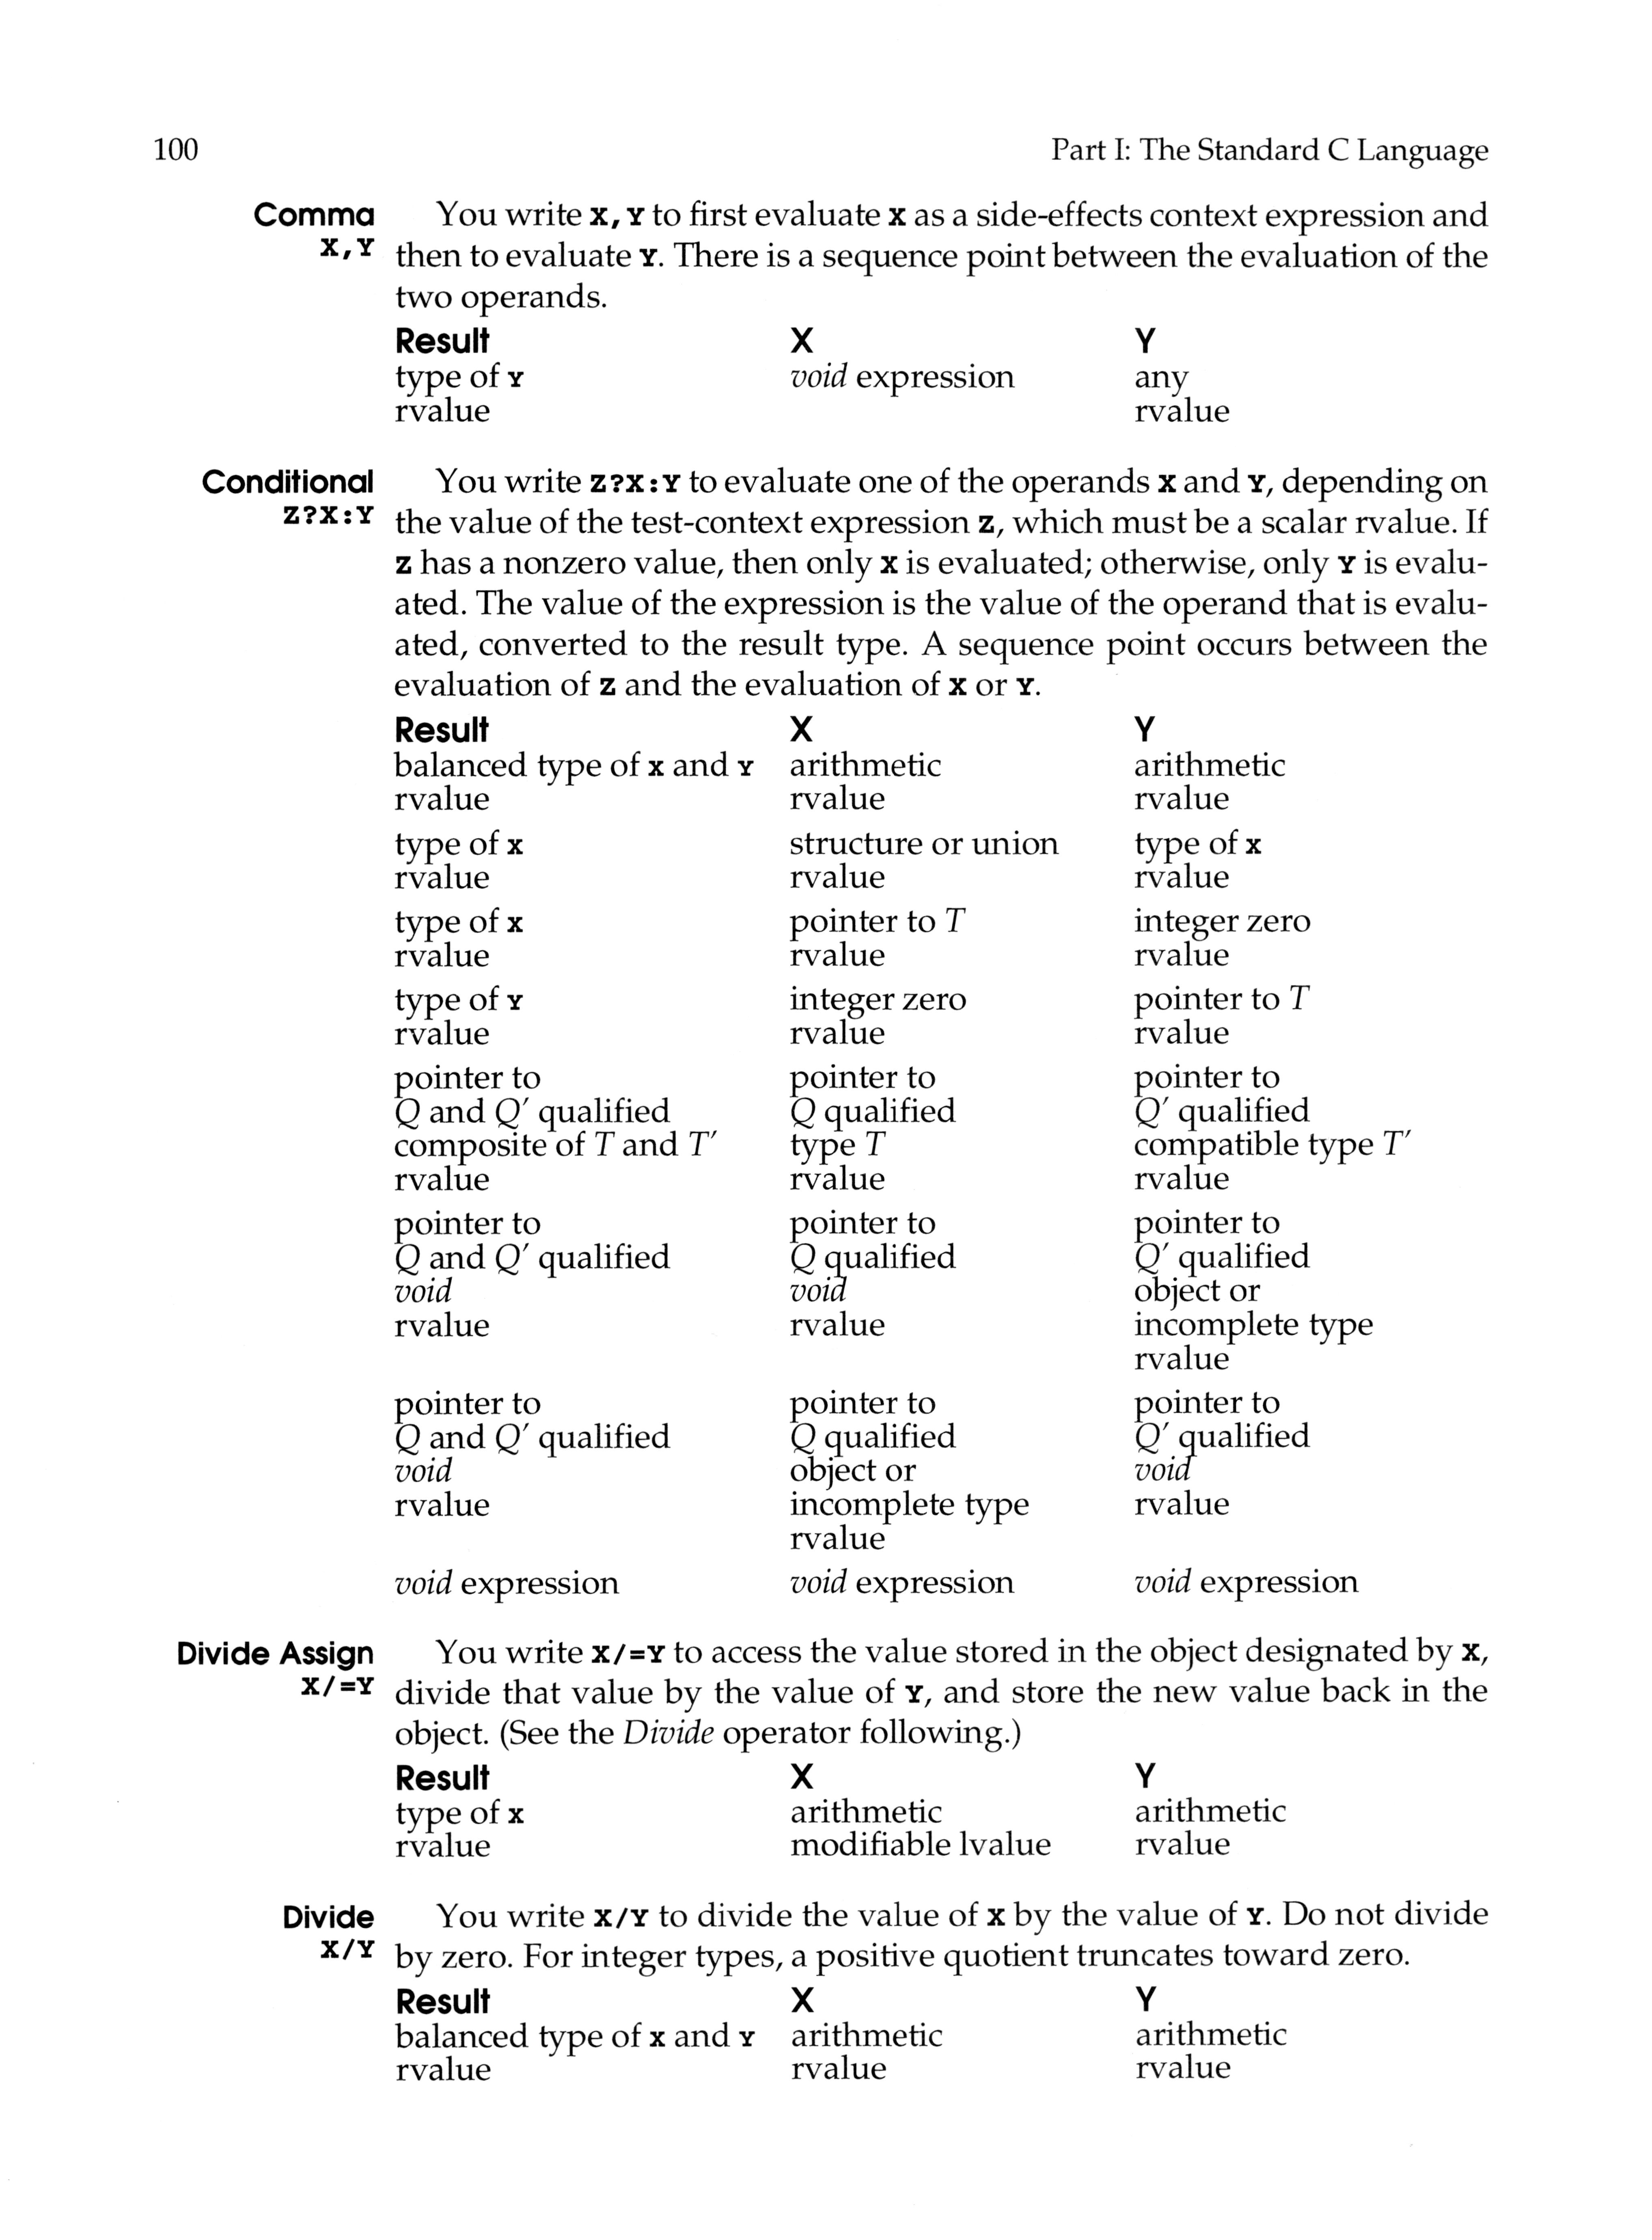 100 Part I: The Standard C Language
Comma You write X,Y to first evaluate X as a side-effects context expression and
X,Y then to evaluate Y. There is a sequence point between the evaluation of the
two operands.
Result X Y
type of Y void expression any
rvalue rvalue
Conditional You write Z?X:Y to evaluate one of the operands X and Y, depending on
Z?X:Y the value of the test-context expression Z, which must be a scalar rvalue. If
Z has a nonzero value, then only X is evaluated; otherwise, only Y is evalu-
ated. The value of the expression is the value of the operand that is evalu-
ated, converted to the result type. A sequence point occurs between the
evaluation of Z and the evaluation of X or Y.
Result X Y
balanced type of X and Y arithmetic arithmetic
rvalue rvalue rvalue
type of X structure or union type of X
rvalue rvalue rvalue
type of X pointer to T integer zero
rvalue rvalue rvalue
type of Y integer zero pointer to T
rvalue rvalue rvalue
pointer to pointer to pointer to
Q and Q′ qualified Q qualified Q′ qualified
composite of T and T′ type T compatible type T′
rvalue rvalue rvalue
pointer to pointer to pointer to
Q and Q′ qualified Q qualified Q′ qualified
void void object or
rvalue rvalue incomplete type
rvalue
pointer to pointer to pointer to
Q and Q′ qualified Q qualified Q′ qualified
void object or void
rvalue incomplete type rvalue
rvalue
void expression void expression void expression
Divide Assign You write X/=Y to access the value stored in the object designated by X,
X/=Y divide that value by the value of Y, and store the new value back in the
object. (See the Divide operator following.)
Result X Y
type of X arithmetic arithmetic
rvalue modifiable lvalue rvalue
Divide You write X/Y to divide the value of X by the value of Y. Do not divide
X/Y by zero. For integer types, a positive quotient truncates toward zero.
Result X Y
balanced type of X and Y arithmetic arithmetic
rvalue rvalue rvalue